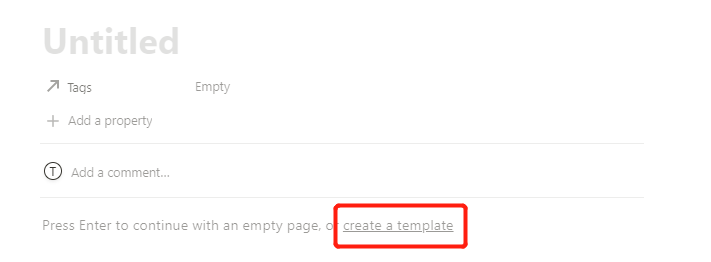 Untitled
Tags Empty
Add a property
T Add a comment...
Press Enter to continue with an empty page, or create a template